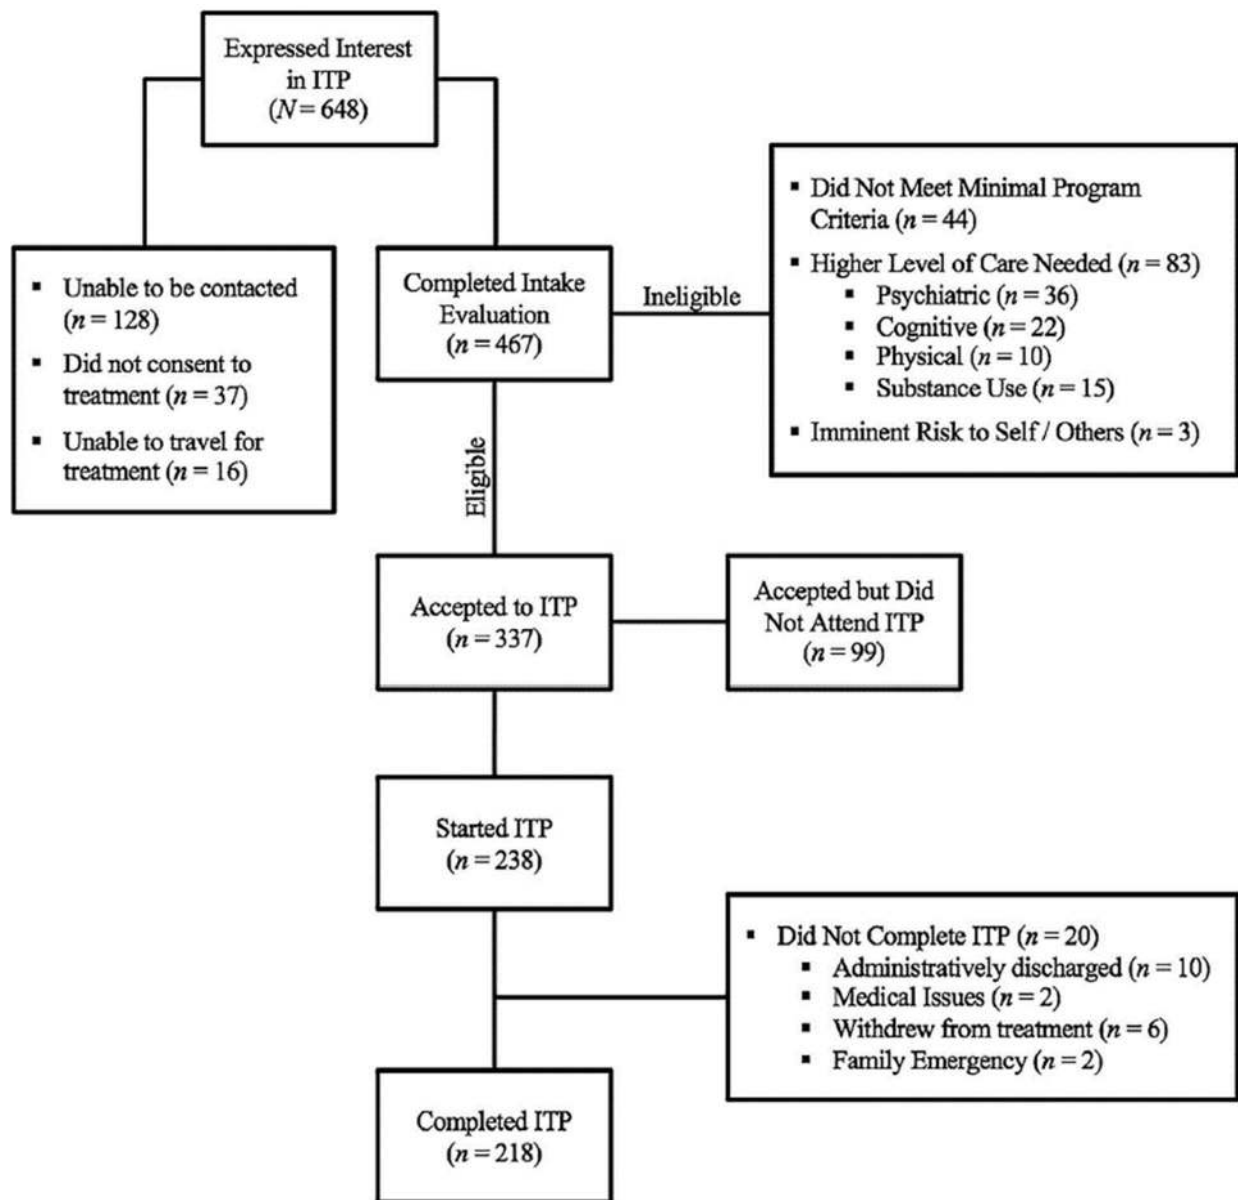 Expressed Interest
in ITP
(N = 648)
▪ Unable to be contacted
(n = 128)
▪ Did not consent to
treatment (n = 37)
▪ Unable to travel for
treatment (n = 16)
Completed Intake
Evaluation
(n = 467)
Ineligible
▪ Did Not Meet Minimal Program
Criteria (n = 44)
▪ Higher Level of Care Needed (n = 83)
▪ Psychiatric (n = 36)
▪ Cognitive (n = 22)
▪ Physical (n = 10)
▪ Substance Use (n = 15)
▪ Imminent Risk to Self / Others (n = 3)
Eligible
Accepted to ITP
(n = 337)
Accepted but Did
Not Attend ITP
(n = 99)
Started ITP
(n = 238)
▪ Did Not Complete ITP (n = 20)
▪ Administratively discharged (n = 10)
▪ Medical Issues (n = 2)
▪ Withdrew from treatment (n = 6)
▪ Family Emergency (n = 2)
Completed ITP
(n = 218)